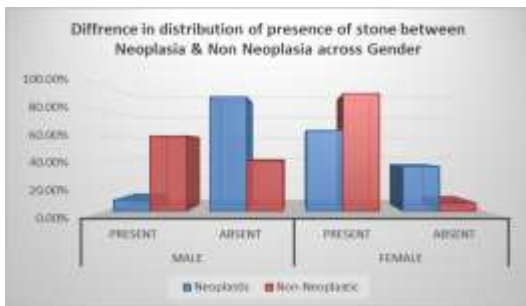 Diffrence in distribution of presence of stone between
Neoplasia & Non Neoplasia across Gender
100.00%
80.00%
60.00%
40.00%
20.00%
0.00%
PRESENT ABSENT PRESENT ABSENT
MALE FEMALE
Neoplastic Non-Neoplastic